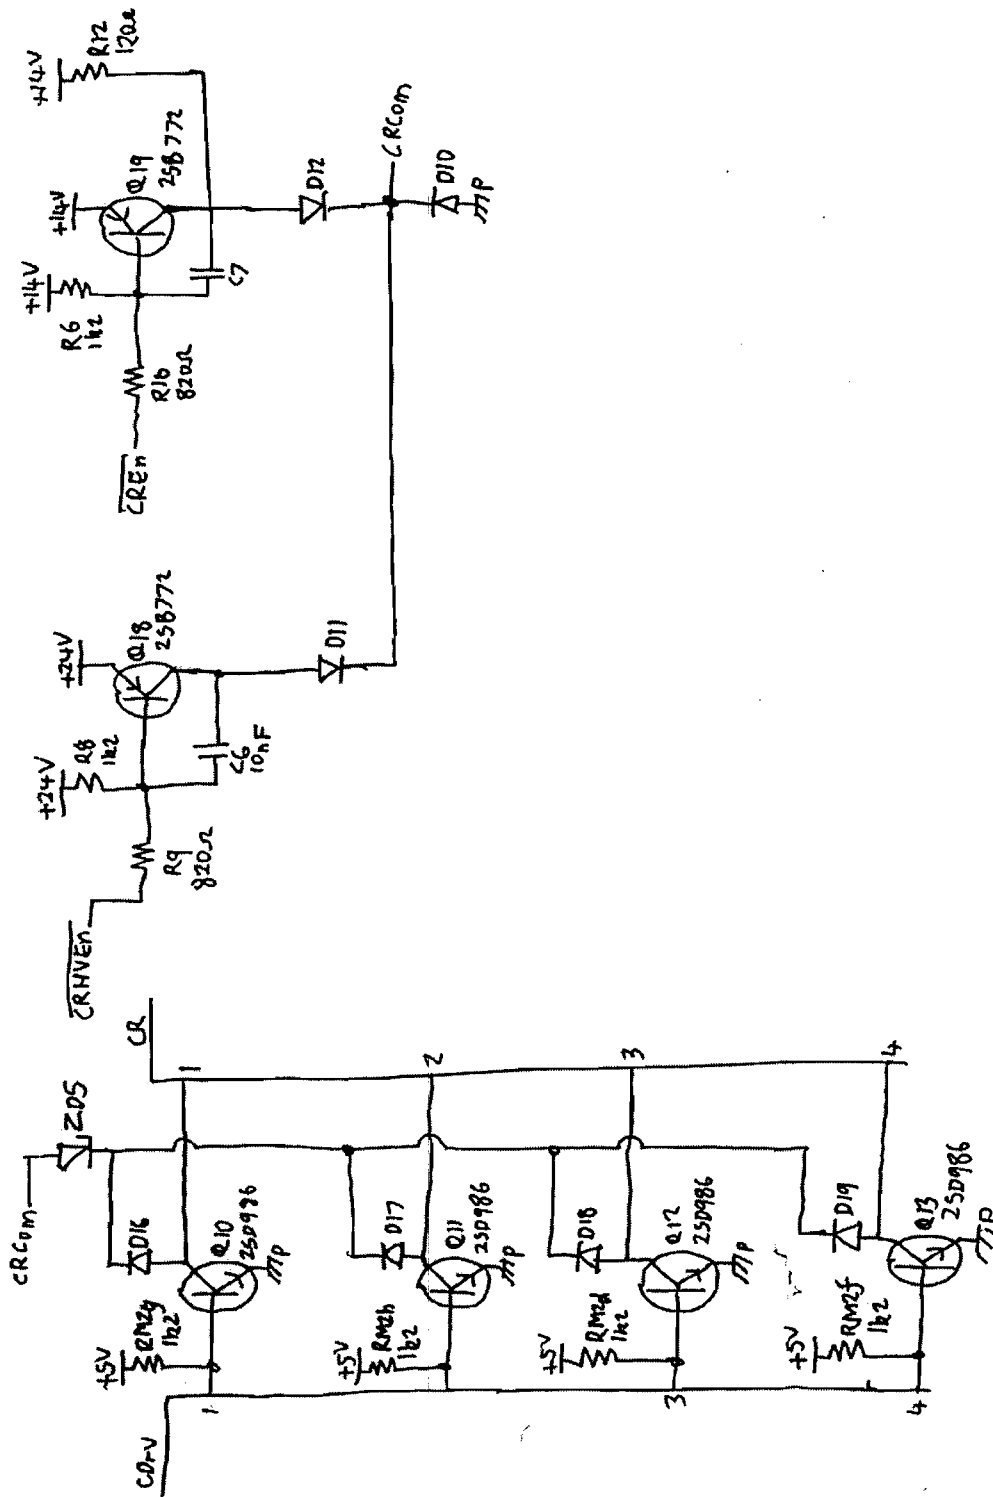 +14V
R12
120Ω
+14V
Q19
2SB772
+14V
R6
1k2
C7
R10
820Ω
CREn
D12
CRCom
D10
P
+24V
Q18
2SB772
+24V
R8
1k2
C6
10nF
R9
820Ω
CRHVEn
D11
CR
CRCom
ZD5
1
2
3
4
D16
Q10
2SD986
P
+5V
RM2g
1k2
D17
Q11
2SD986
P
+5V
RM2h
1k2
D18
Q12
2SD986
P
+5V
RM2d
1k2
D19
Q13
2SD986
P
+5V
RM2f
1k2
CDrv
1
3
4